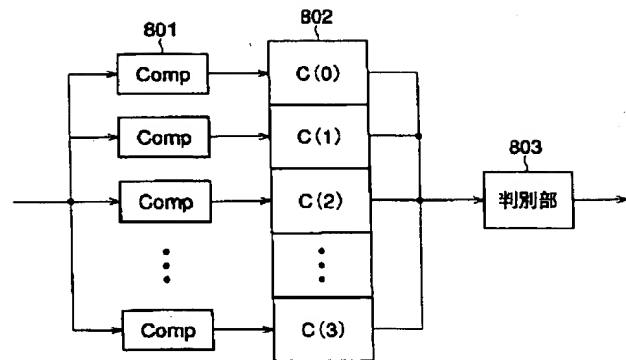 801
802
Comp
C(0)
Comp
C(1)
803
Comp
C(2)
判別部
Comp
C(3)